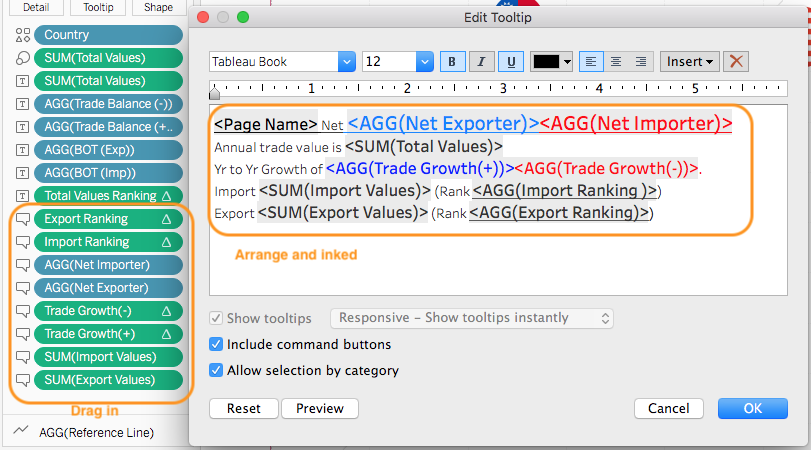 Detail Tooltip Shape
Country
SUM(Total Values)
SUM(Total Values)
AGG(Trade Balance (-))
AGG(Trade Balance (+..
AGG(BOT (Exp))
AGG(BOT (Imp))
Total Values Ranking
Export Ranking
Import Ranking
AGG(Net Importer)
AGG(Net Exporter)
Trade Growth(-)
Trade Growth(+)
SUM(Import Values)
SUM(Export Values)
Drag in
AGG(Reference Line)
Edit Tooltip
Tableau Book 12 B I U Insert
1 2 3 4 5
<Page Name> Net <AGG(Net Exporter)><AGG(Net Importer)>
Annual trade value is <SUM(Total Values)>
Yr to Yr Growth of <AGG(Trade Growth(+))><AGG(Trade Growth(-))>.
Import <SUM(Import Values)> (Rank <AGG(Import Ranking )>)
Export <SUM(Export Values)> (Rank <AGG(Export Ranking)>)
Arrange and inked
Show tooltips Responsive – Show tooltips instantly
Include command buttons
Allow selection by category
Reset Preview Cancel OK